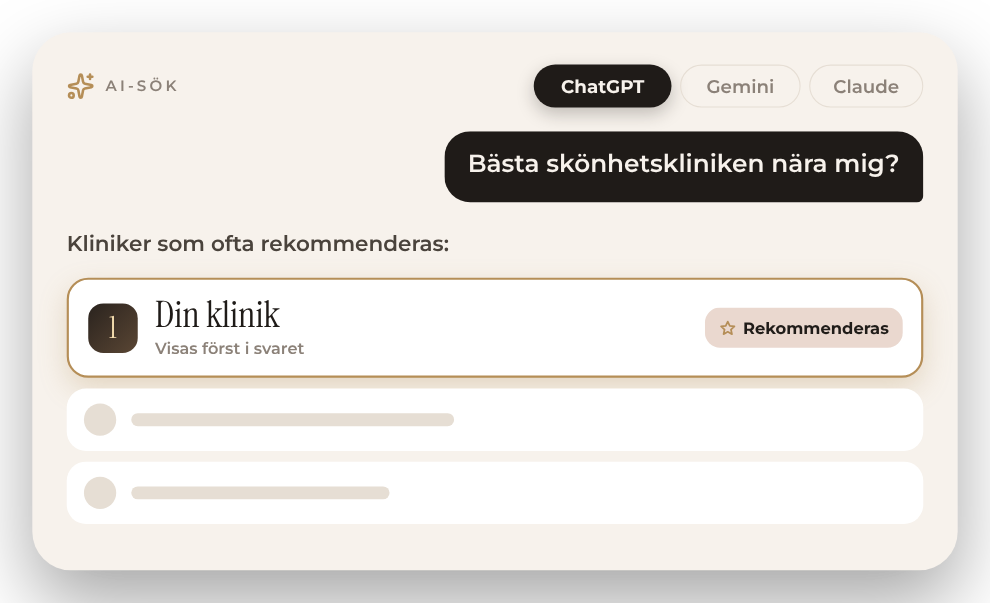 AI-SÖK
ChatGPT
Gemini
Claude
Bästa skönhetskliniken nära mig?
Kliniker som ofta rekommenderas:
1
Din klinik
Visas först i svaret
Rekommenderas